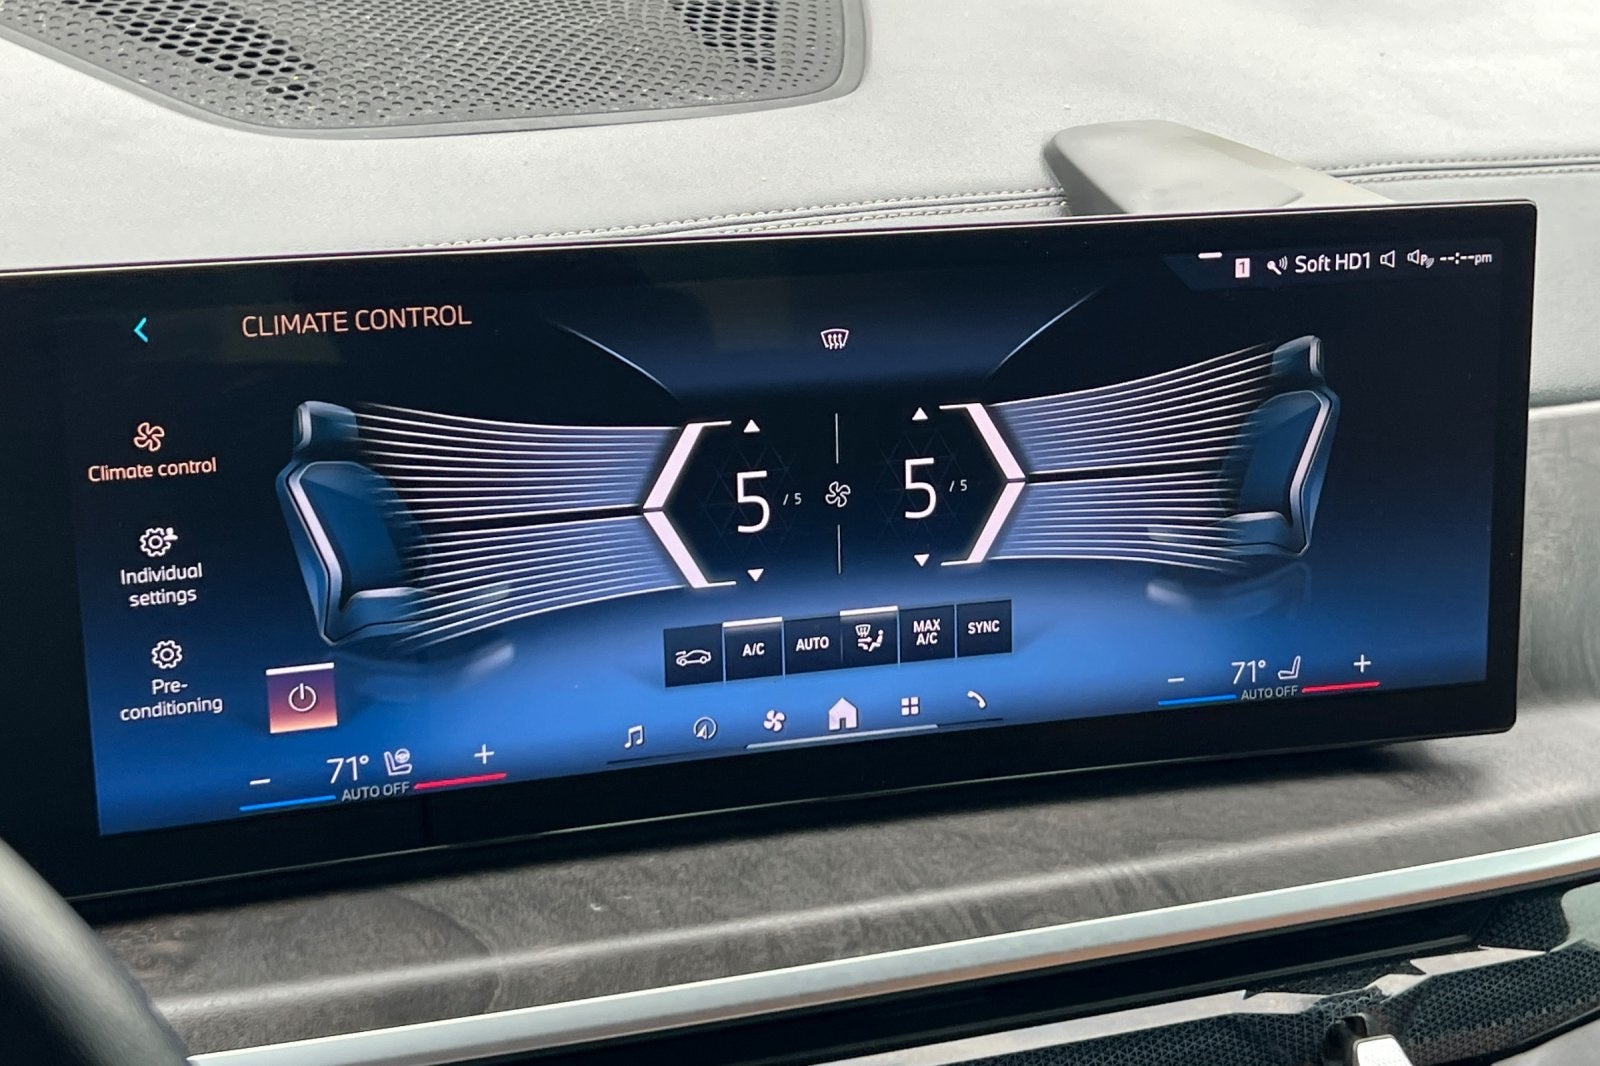 1 Soft HD1 --:--pm
CLIMATE CONTROL
Climate control
Individual
settings
Pre-
conditioning
5 / 5
5 / 5
A/C
AUTO
MAX
A/C
SYNC
− 71° +
AUTO OFF
− 71° +
AUTO OFF